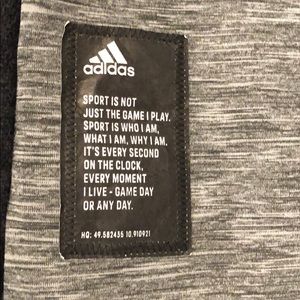 adidas
SPORT IS NOT
JUST THE GAME I PLAY.
SPORT IS WHO I AM,
WHAT I AM, WHY I AM.
IT'S EVERY SECOND
ON THE CLOCK,
EVERY MOMENT
I LIVE - GAME DAY
OR ANY DAY.
HQ: 49.582435 10.910921